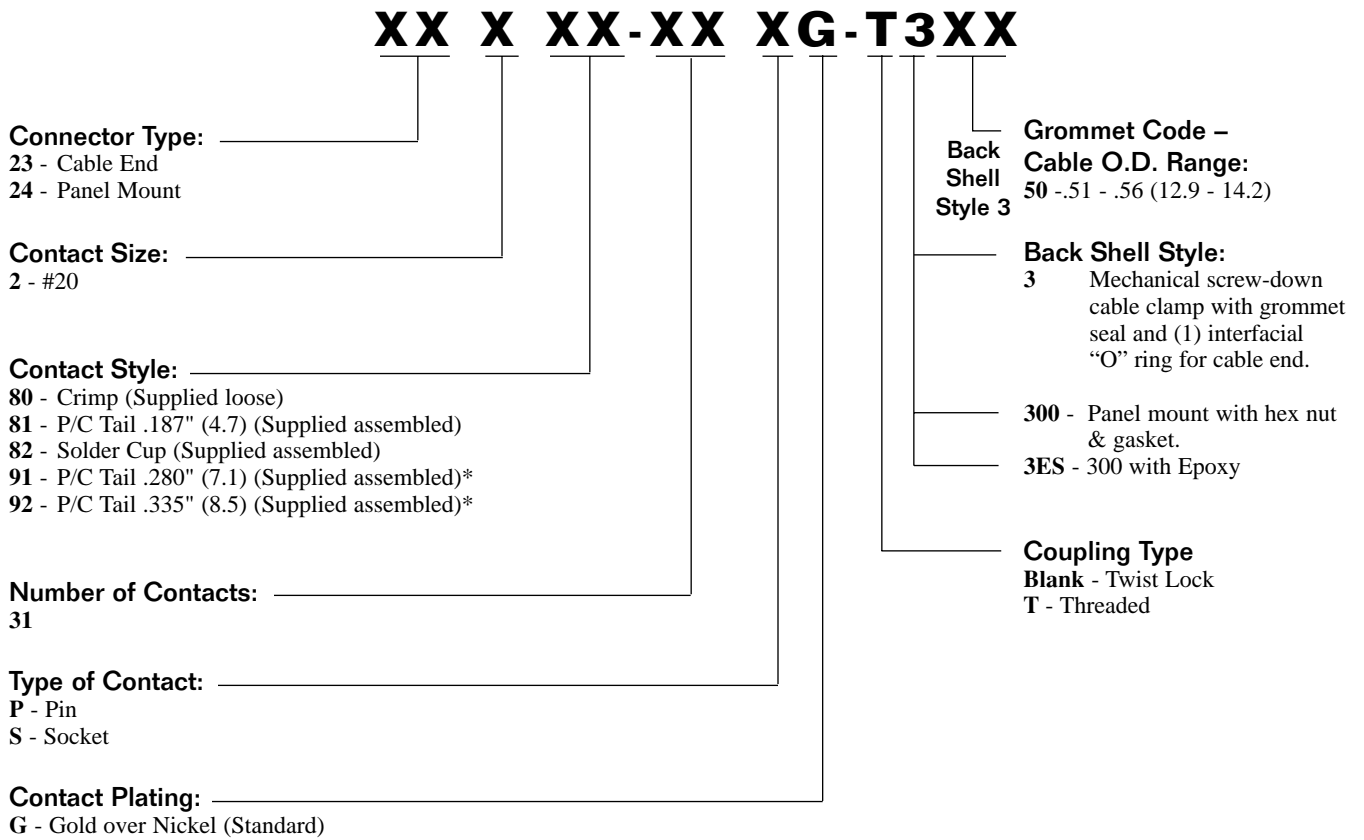 XX X XX-XX XG-T3XX
Connector Type:
23 - Cable End
24 - Panel Mount
Contact Size:
2 - #20
Contact Style:
80 - Crimp (Supplied loose)
81 - P/C Tail .187" (4.7) (Supplied assembled)
82 - Solder Cup (Supplied assembled)
91 - P/C Tail .280" (7.1) (Supplied assembled)*
92 - P/C Tail .335" (8.5) (Supplied assembled)*
Number of Contacts:
31
Type of Contact:
P - Pin
S - Socket
Contact Plating:
G - Gold over Nickel (Standard)
Back
Shell
Style 3
Grommet Code –
Cable O.D. Range:
50 -.51 - .56 (12.9 - 14.2)
Back Shell Style:
3 Mechanical screw-down
cable clamp with grommet
seal and (1) interfacial
“O” ring for cable end.
300 - Panel mount with hex nut
& gasket.
3ES - 300 with Epoxy
Coupling Type
Blank - Twist Lock
T - Threaded